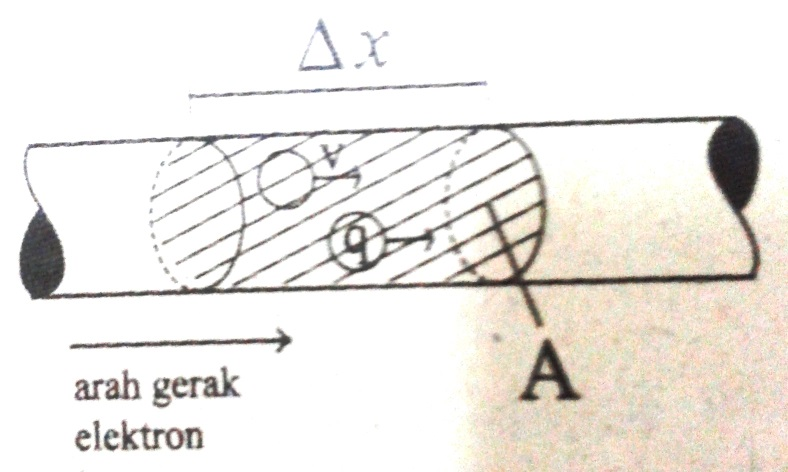 Δx
v
q
A
arah gerak
elektron